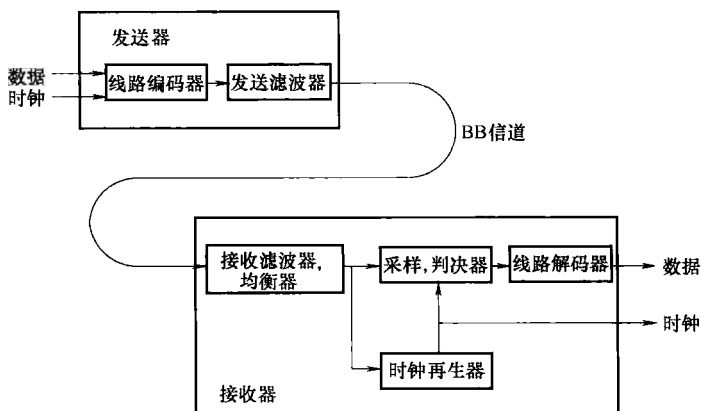 发送器
数据
时钟
线路编码器
发送滤波器
BB信道
接收滤波器,
均衡器
采样,判决器
线路解码器
数据
时钟
时钟再生器
接收器